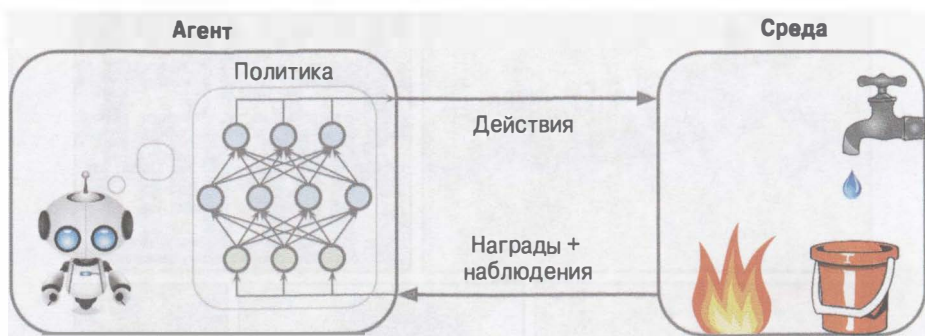 Агент
Среда
Политика
Действия
Награды +
наблюдения